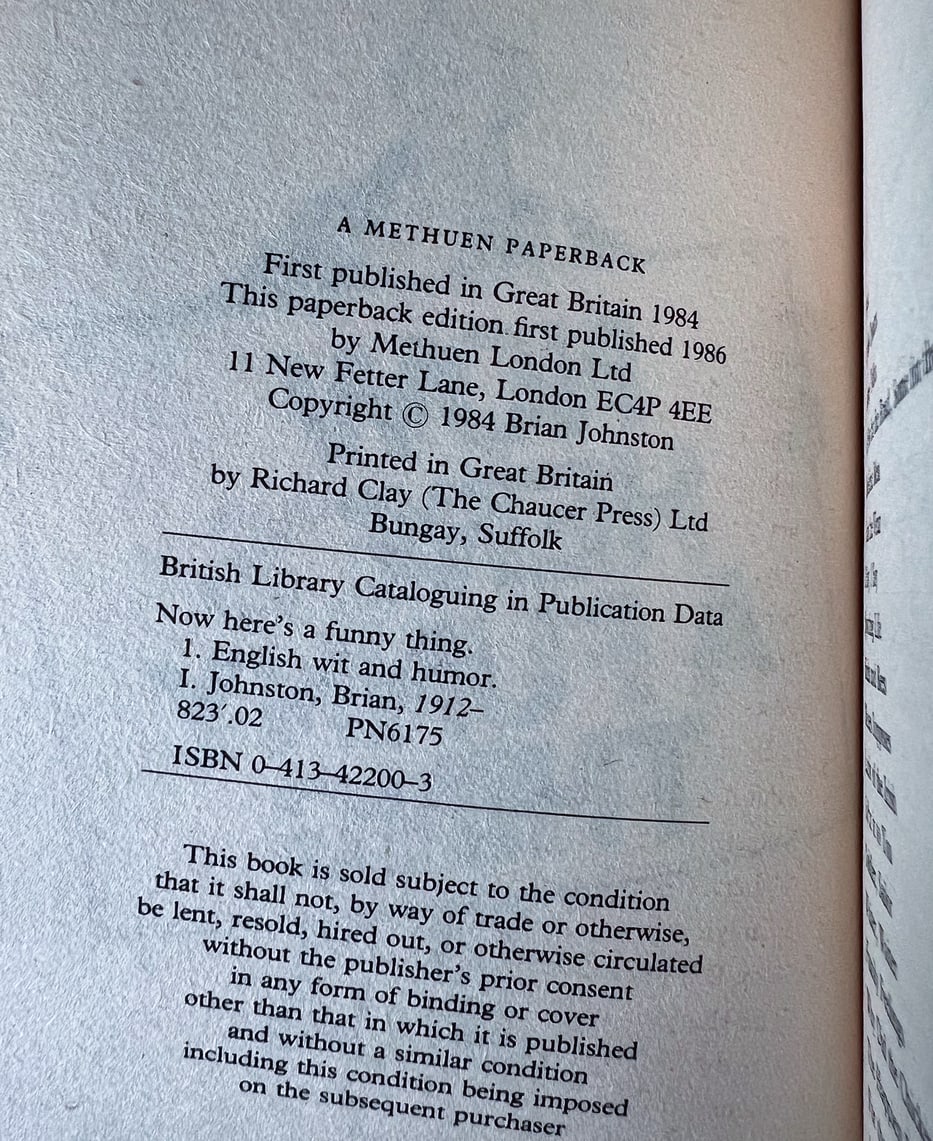 A METHUEN PAPERBACK
First published in Great Britain 1984
This paperback edition first published 1986
by Methuen London Ltd
11 New Fetter Lane, London EC4P 4EE
Copyright © 1984 Brian Johnston
Printed in Great Britain
by Richard Clay (The Chaucer Press) Ltd
Bungay, Suffolk
British Library Cataloguing in Publication Data
Now here's a funny thing.
1. English wit and humor.
I. Johnston, Brian, 1912–
823′.02 PN6175
ISBN 0–413–42200–3
This book is sold subject to the condition
that it shall not, by way of trade or otherwise,
be lent, resold, hired out, or otherwise circulated
without the publisher's prior consent
in any form of binding or cover
other than that in which it is published
and without a similar condition
including this condition being imposed
on the subsequent purchaser